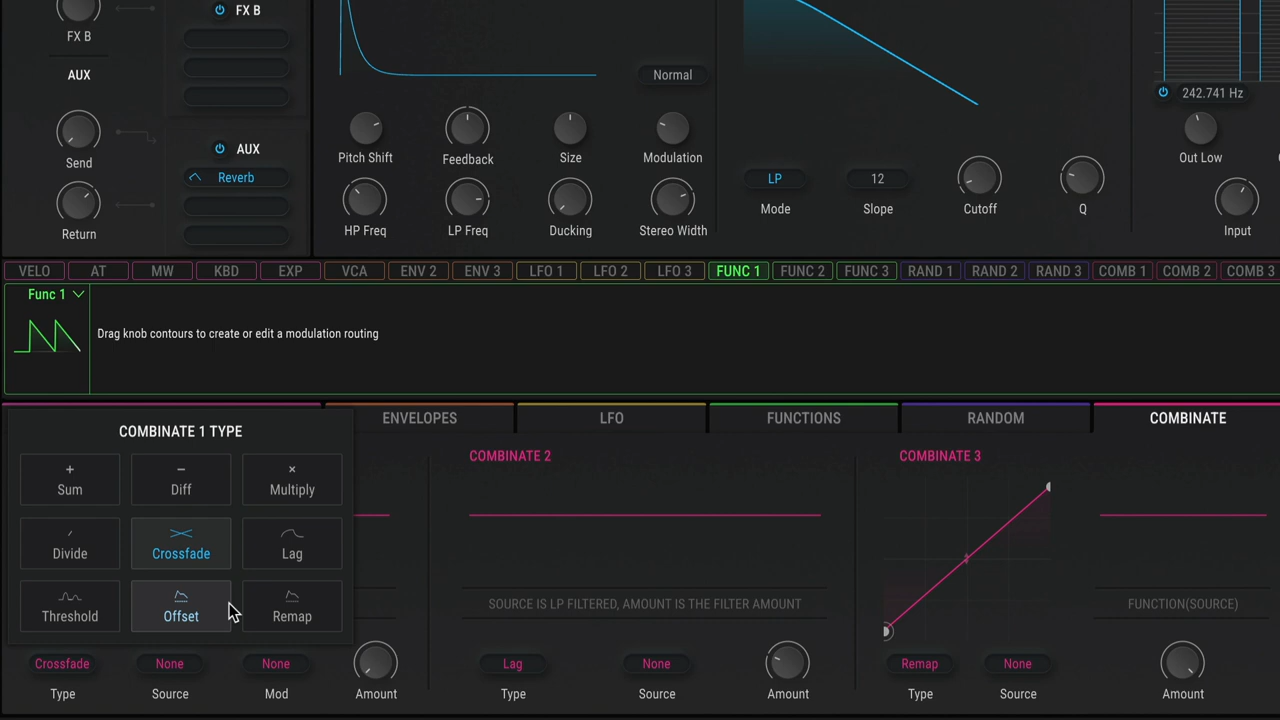 FX B
FX B
AUX
Send
Return
AUX
Reverb
Normal
Pitch Shift
Feedback
Size
Modulation
HP Freq
LP Freq
Ducking
Stereo Width
LP
12
Mode
Slope
Cutoff
Q
242.741 Hz
Out Low
Input
VELO AT MW KBD EXP VCA ENV 2 ENV 3 LFO 1 LFO 2 LFO 3 FUNC 1 FUNC 2 FUNC 3 RAND 1 RAND 2 RAND 3 COMB 1 COMB 2 COMB 3
Func 1
Drag knob contours to create or edit a modulation routing
ENVELOPES LFO FUNCTIONS RANDOM COMBINATE
COMBINATE 1 TYPE
+ − ×
Sum Diff Multiply
Divide Crossfade Lag
Threshold Offset Remap
Crossfade None None
Type Source Mod Amount
COMBINATE 2
SOURCE IS LP FILTERED, AMOUNT IS THE FILTER AMOUNT
Lag None
Type Source Amount
COMBINATE 3
FUNCTION(SOURCE)
Remap None
Type Source Amount